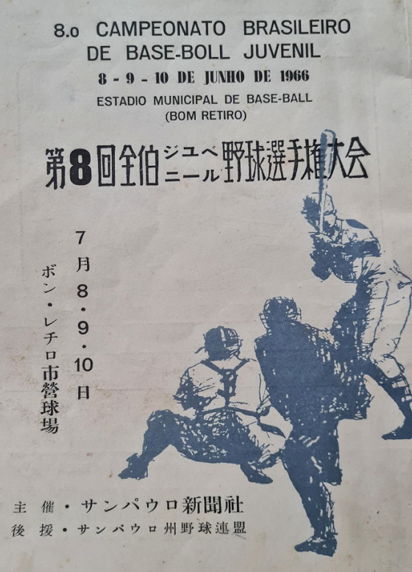 8.o CAMPEONATO BRASILEIRO
DE BASE-BOLL JUVENIL
8 - 9 - 10 DE JUNHO DE 1966
ESTADIO MUNICIPAL DE BASE-BALL
(BOM RETIRO)
第8回全伯ジュベニール野球選手権大会
7月8・9・10日
ボン・レチロ市營球場
主催・サンパウロ新聞社
後援・サンパウロ州野球連盟